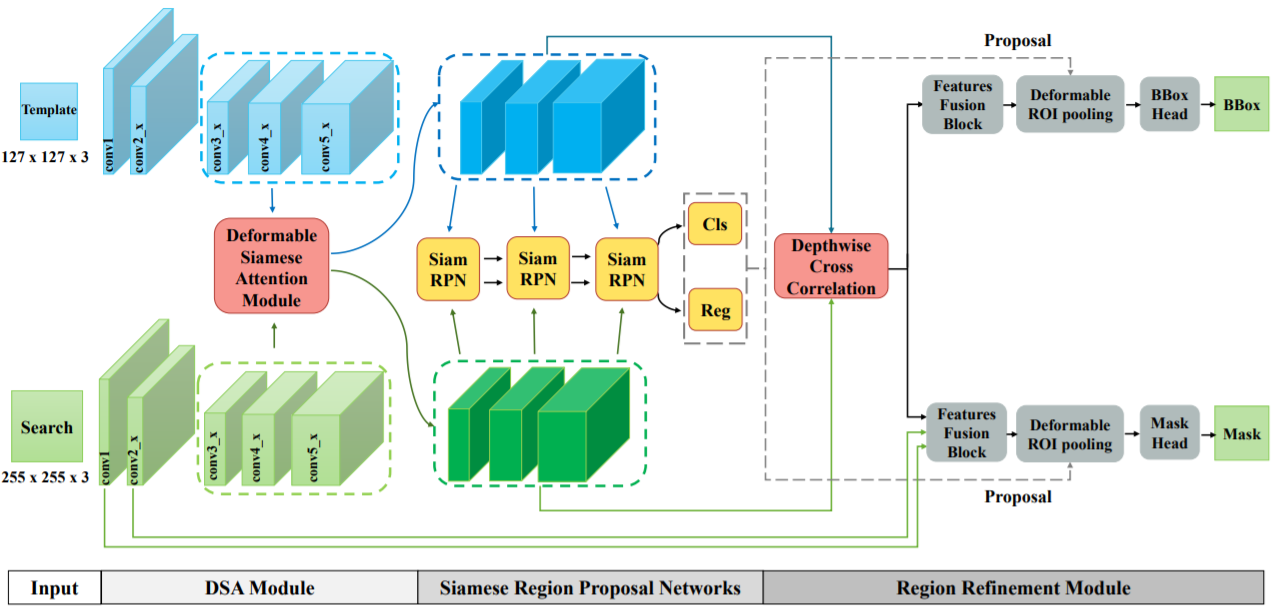 Template
127 x 127 x 3
conv1
conv2_x
conv3_x
conv4_x
conv5_x
Deformable
Siamese
Attention
Module
Search
255 x 255 x 3
conv1
conv2_x
conv3_x
conv4_x
conv5_x
Siam
RPN
Siam
RPN
Siam
RPN
Cls
Reg
Depthwise
Cross
Correlation
Proposal
Features
Fusion
Block
Deformable
ROI pooling
BBox
Head
BBox
Features
Fusion
Block
Deformable
ROI pooling
Mask
Head
Mask
Proposal
Input
DSA Module
Siamese Region Proposal Networks
Region Refinement Module